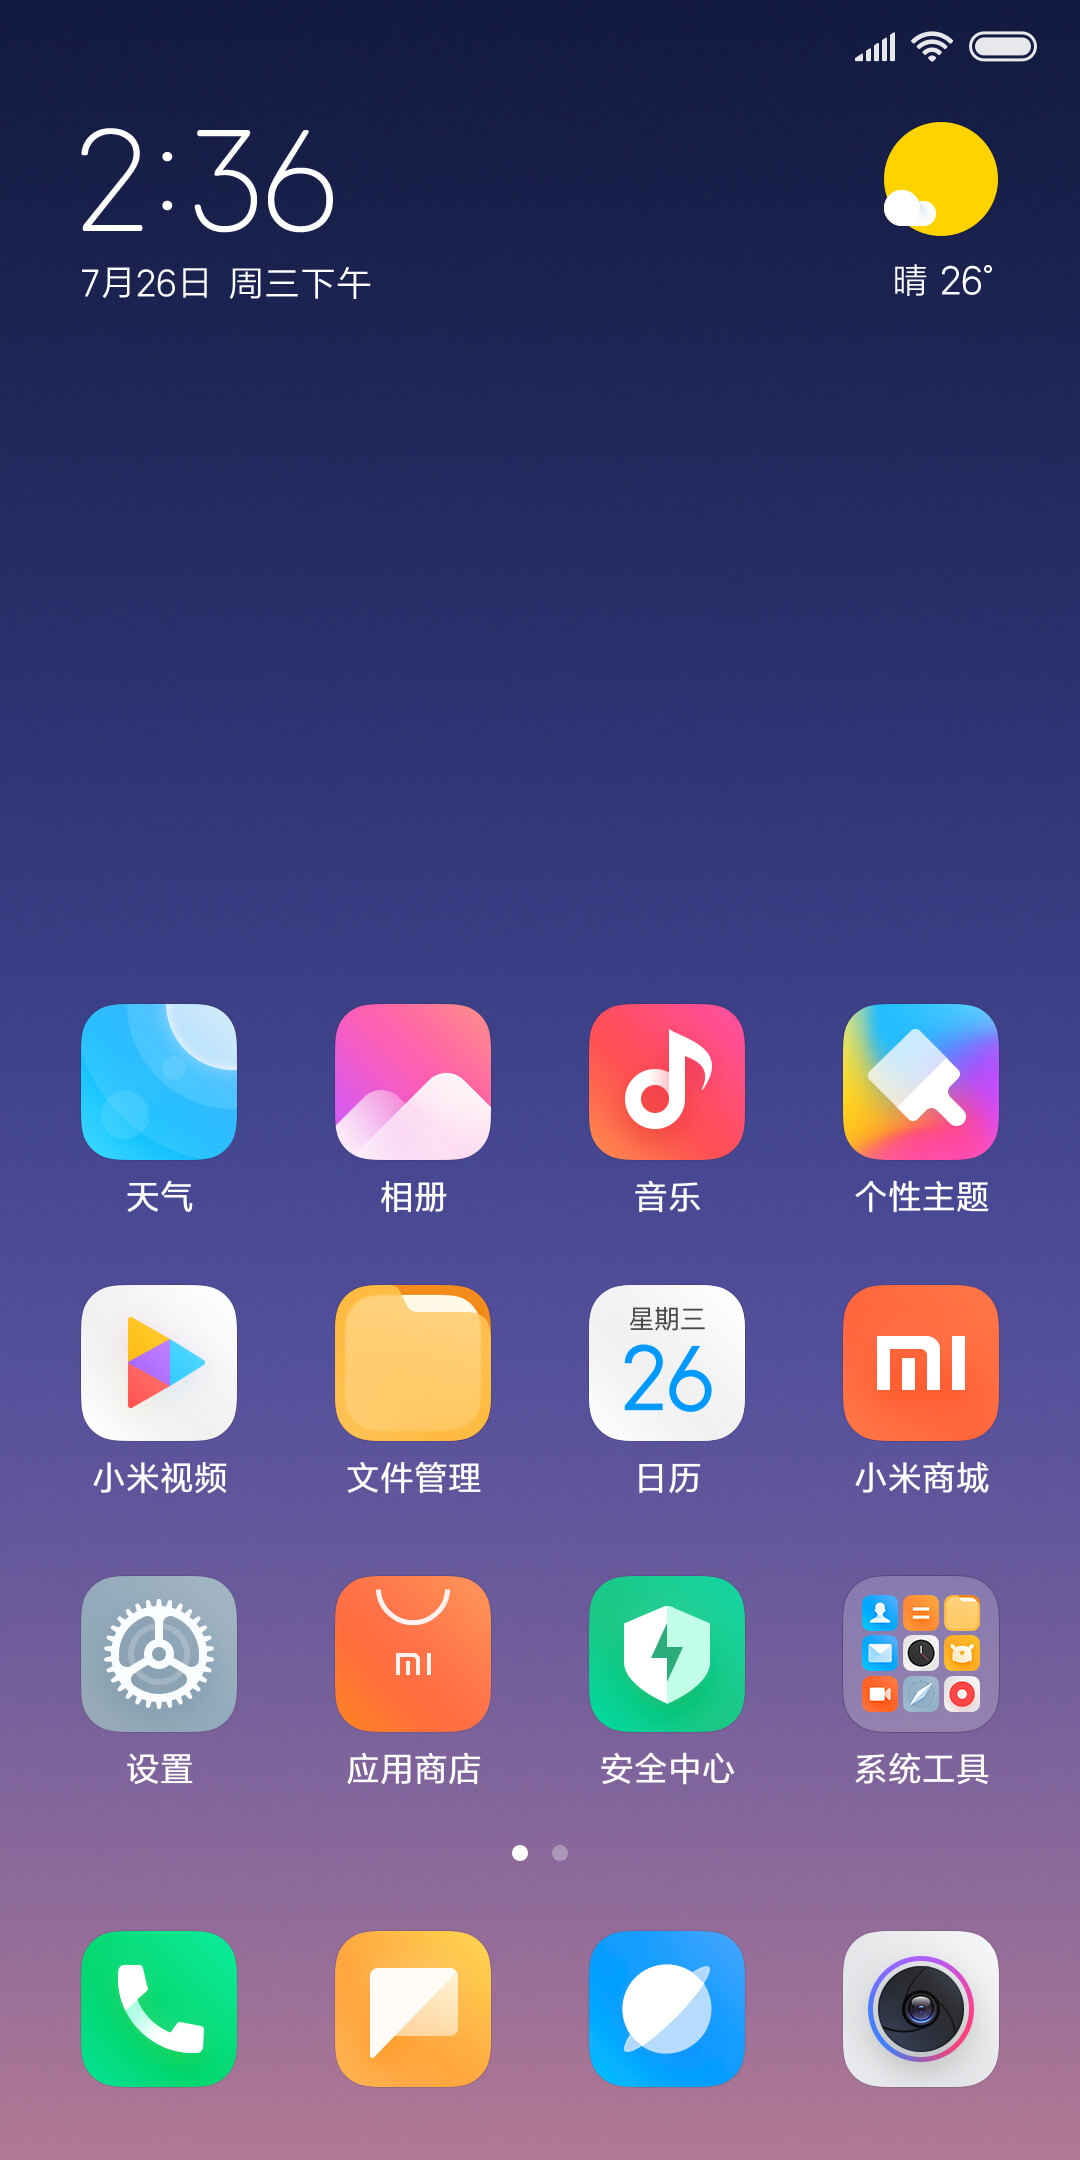 2:36
7月26日 周三下午
晴 26°
天气
相册
音乐
个性主题
星期三
26
mi
小米视频
文件管理
日历
小米商城
mi
设置
应用商店
安全中心
系统工具